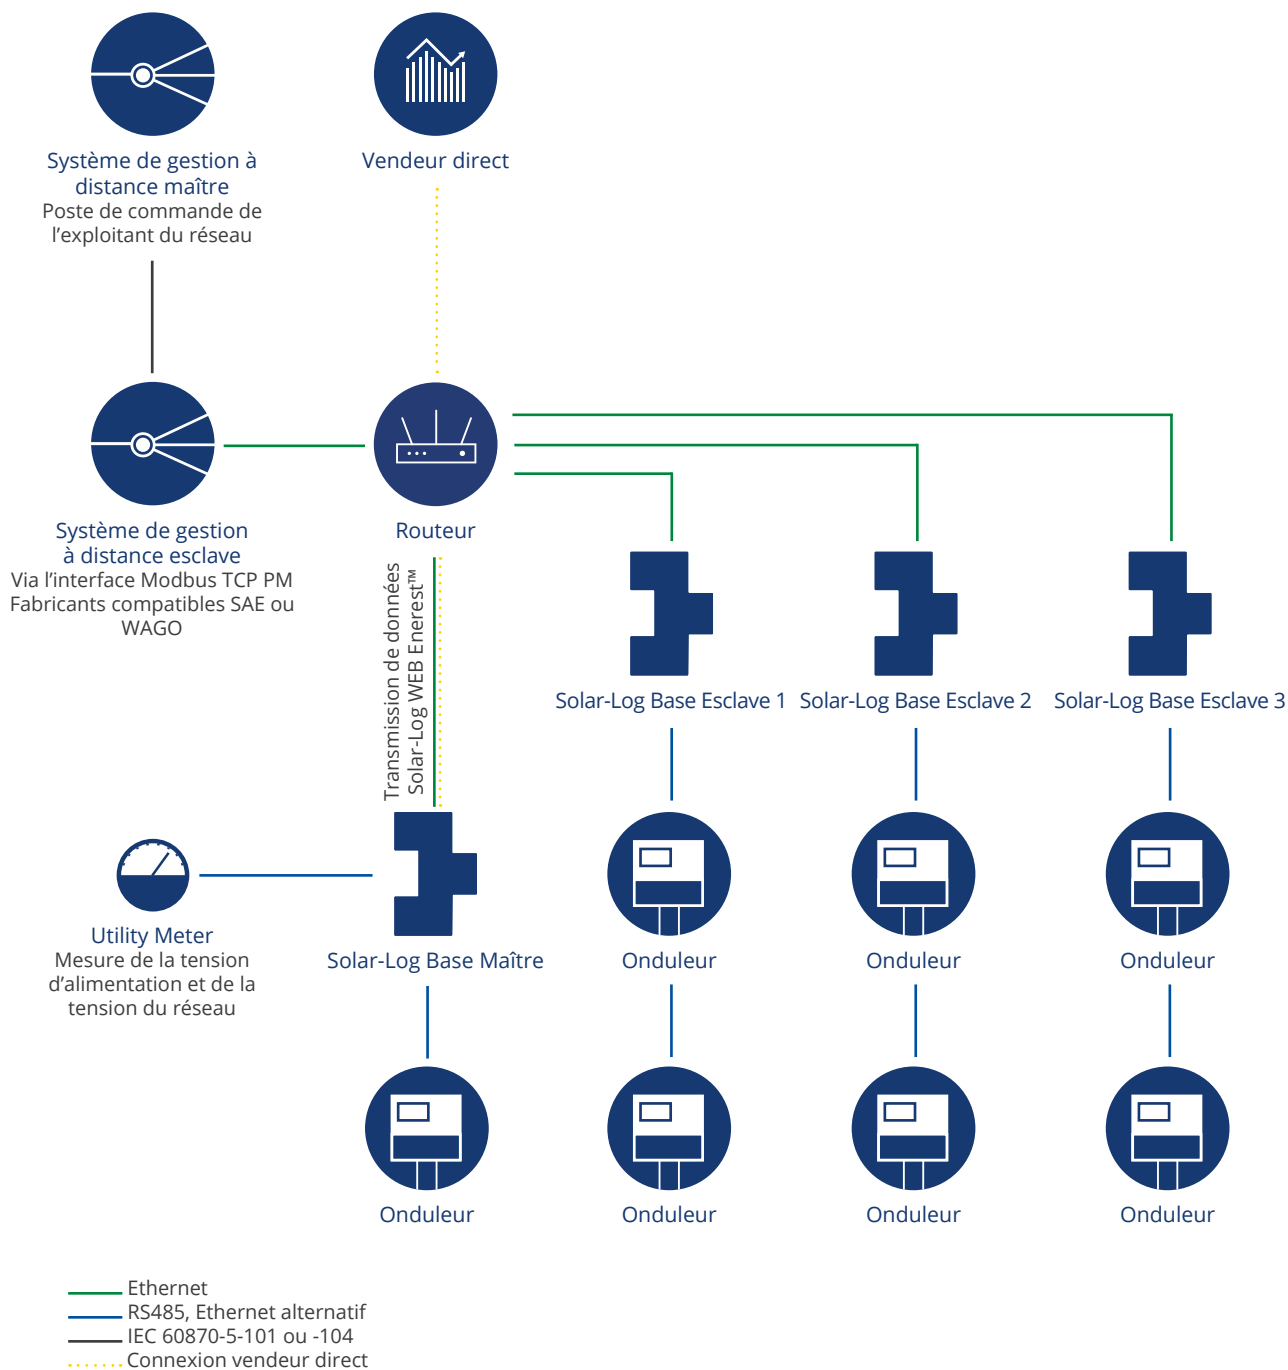 Système de gestion à
distance maître
Poste de commande de
l’exploitant du réseau
Vendeur direct
Système de gestion
à distance esclave
Via l’interface Modbus TCP PM
Fabricants compatibles SAE ou
WAGO
Routeur
Transmission de données
Solar-Log WEB Enerest™
Solar-Log Base Esclave 1
Solar-Log Base Esclave 2
Solar-Log Base Esclave 3
Utility Meter
Mesure de la tension
d’alimentation et de la
tension du réseau
Solar-Log Base Maître
Onduleur
Onduleur
Onduleur
Onduleur
Onduleur
Onduleur
Onduleur
Ethernet
RS485, Ethernet alternatif
IEC 60870-5-101 ou -104
Connexion vendeur direct